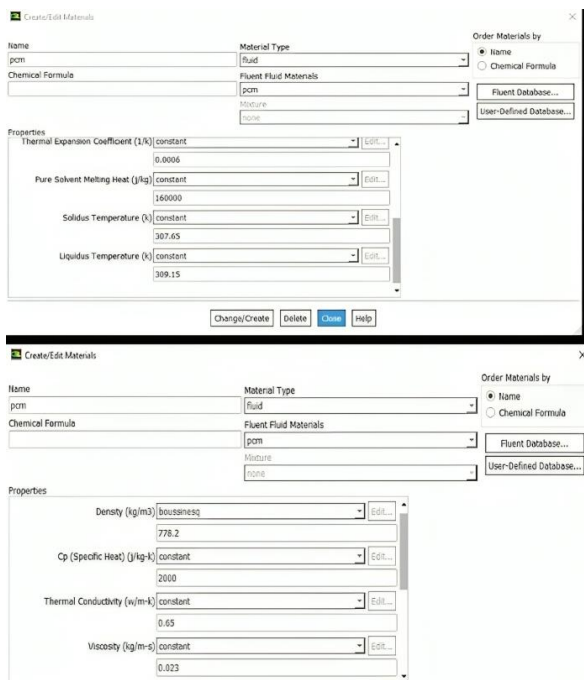 Create/Edit Materials
Name
Material Type
Order Materials by
pcm
fluid
Name
Chemical Formula
Chemical Formula
Fluent Fluid Materials
pcm
Fluent Database...
Mixture
User-Defined Database...
none
Properties
Thermal Expansion Coefficient (1/k) constant Edit...
0.0006
Pure Solvent Melting Heat (j/kg) constant Edit...
160000
Solidus Temperature (k) constant Edit...
307.65
Liquidus Temperature (k) constant Edit...
309.15
Change/Create Delete Close Help
Create/Edit Materials
Name
Material Type
Order Materials by
pcm
fluid
Name
Chemical Formula
Chemical Formula
Fluent Fluid Materials
pcm
Fluent Database...
Mixture
User-Defined Database...
none
Properties
Density (kg/m3) boussinesq Edit...
778.2
Cp (Specific Heat) (j/kg-k) constant Edit...
2000
Thermal Conductivity (w/m-k) constant Edit...
0.65
Viscosity (kg/m-s) constant Edit...
0.023